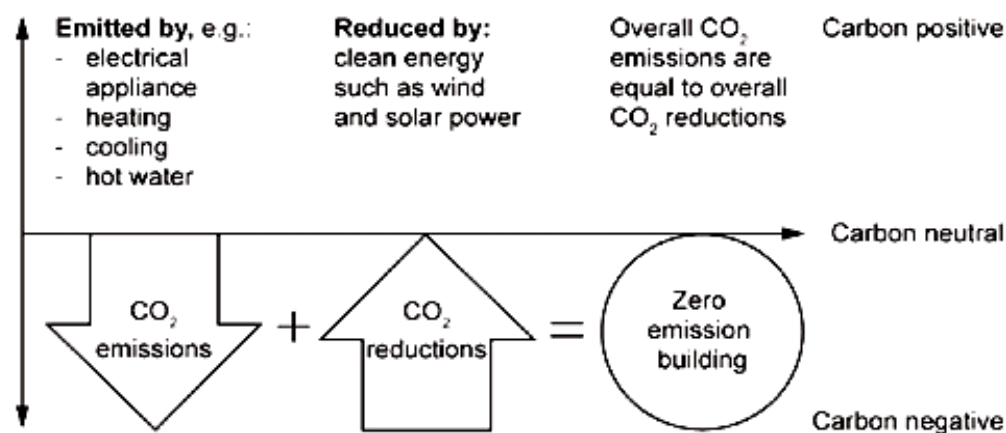 Emitted by, e.g.:
- electrical
appliance
- heating
- cooling
- hot water
Reduced by:
clean energy
such as wind
and solar power
Overall CO₂
emissions are
equal to overall
CO₂ reductions
Carbon positive
Carbon neutral
CO₂
emissions
+
CO₂
reductions
=
Zero
emission
building
Carbon negative